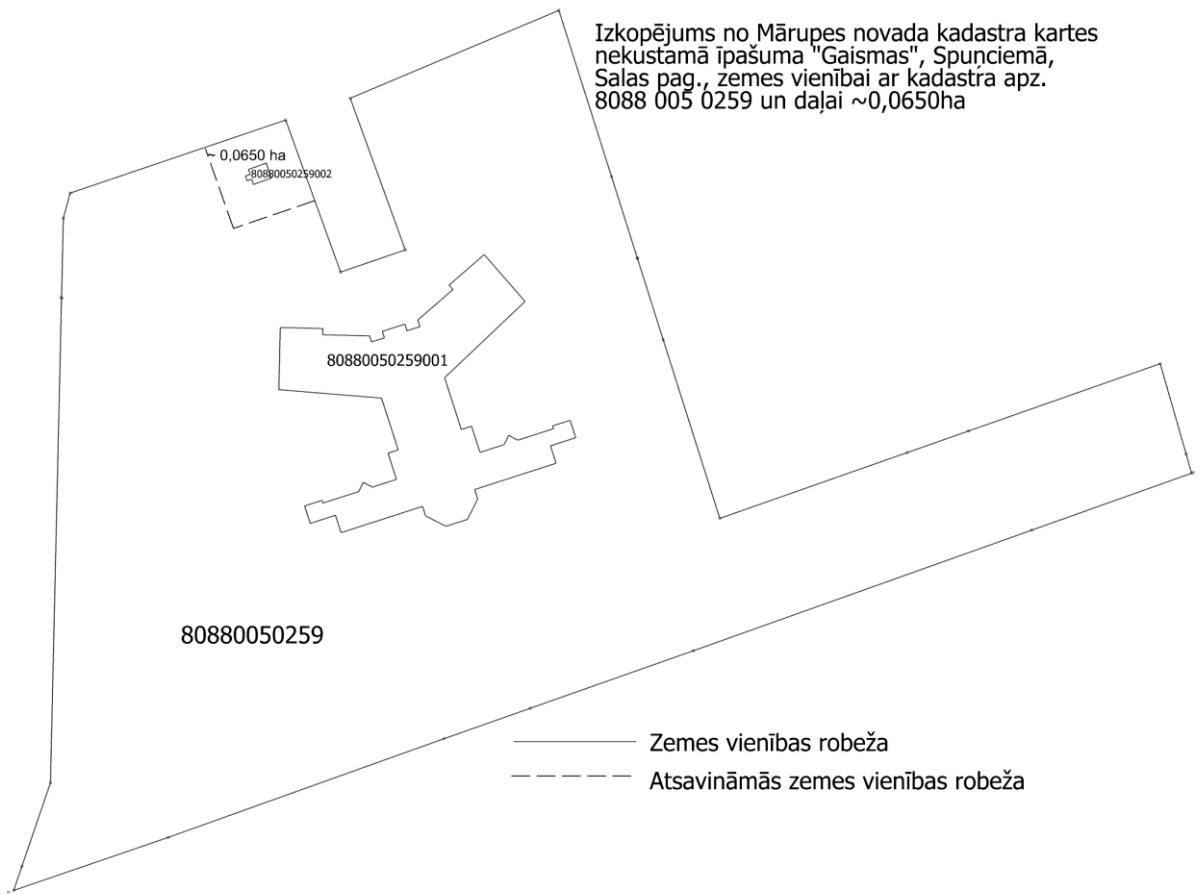 Izkopējums no Mārupes novada kadastra kartes
nekustamā īpašuma "Gaismas", Spuņciemā,
Salas pag., zemes vienībai ar kadastra apz.
8088 005 0259 un daļai ~0,0650ha
~ 0,0650 ha
80880050259002
80880050259001
80880050259
Zemes vienības robeža
Atsavināmās zemes vienības robeža